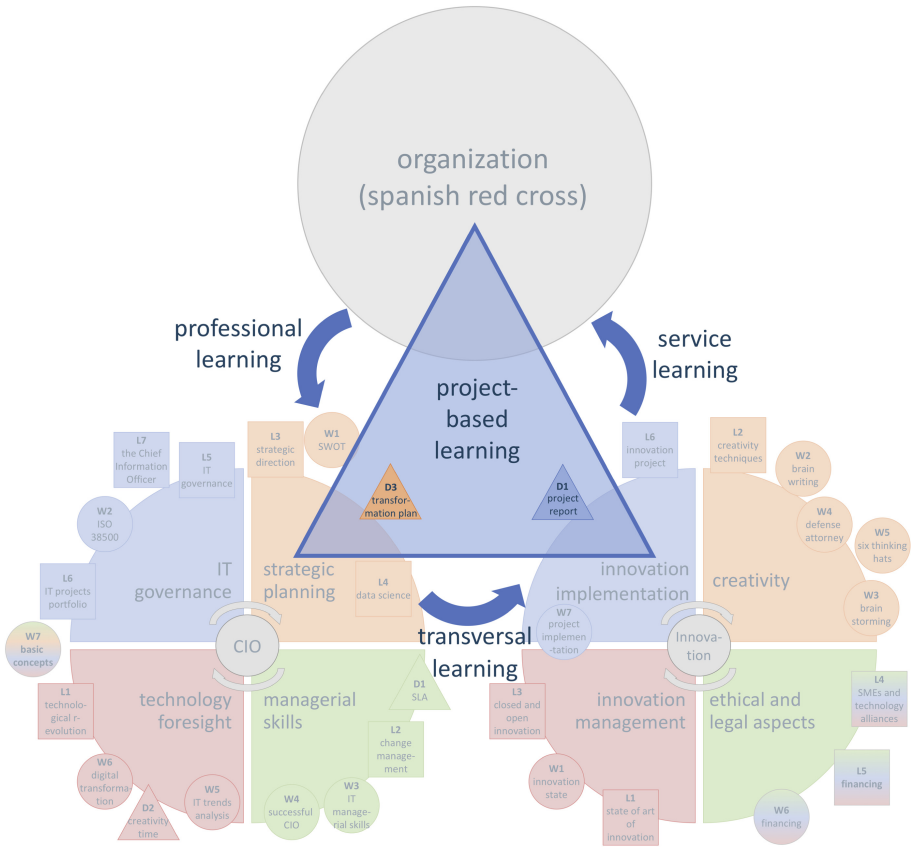 organization
(spanish red cross)
professional
learning
service
learning
project-
based
learning
L3
strategic
direction
W1
SWOT
L7
the Chief
Information
Officer
L5
IT
governance
W2
ISO
38500
L6
IT projects
portfolio
W7
basic
concepts
IT
governance
strategic
planning
D3
transfor-
mation plan
D1
project
report
L4
data science
CIO
transversal
learning
L6
innovation
project
L2
creativity
techniques
W2
brain
writing
W4
defense
attorney
W5
six thinking
hats
W3
brain
storming
innovation
implementation
creativity
W7
project
implemen-
tation
Innova-
tion
technology
foresight
managerial
skills
D1
SLA
L1
technolo-
gical r-
evolution
L2
change
manage-
ment
W6
digital
transforma
tion
D2
creativity
time
W5
IT trends
analysis
W4
successful
CIO
W3
IT
manage-
rial skills
L3
closed and
open
innovation
innovation
management
ethical and
legal aspects
L4
SMEs and
technology
alliances
W1
innovation
state
L1
state of art
of
innovation
W6
financing
L5
financing